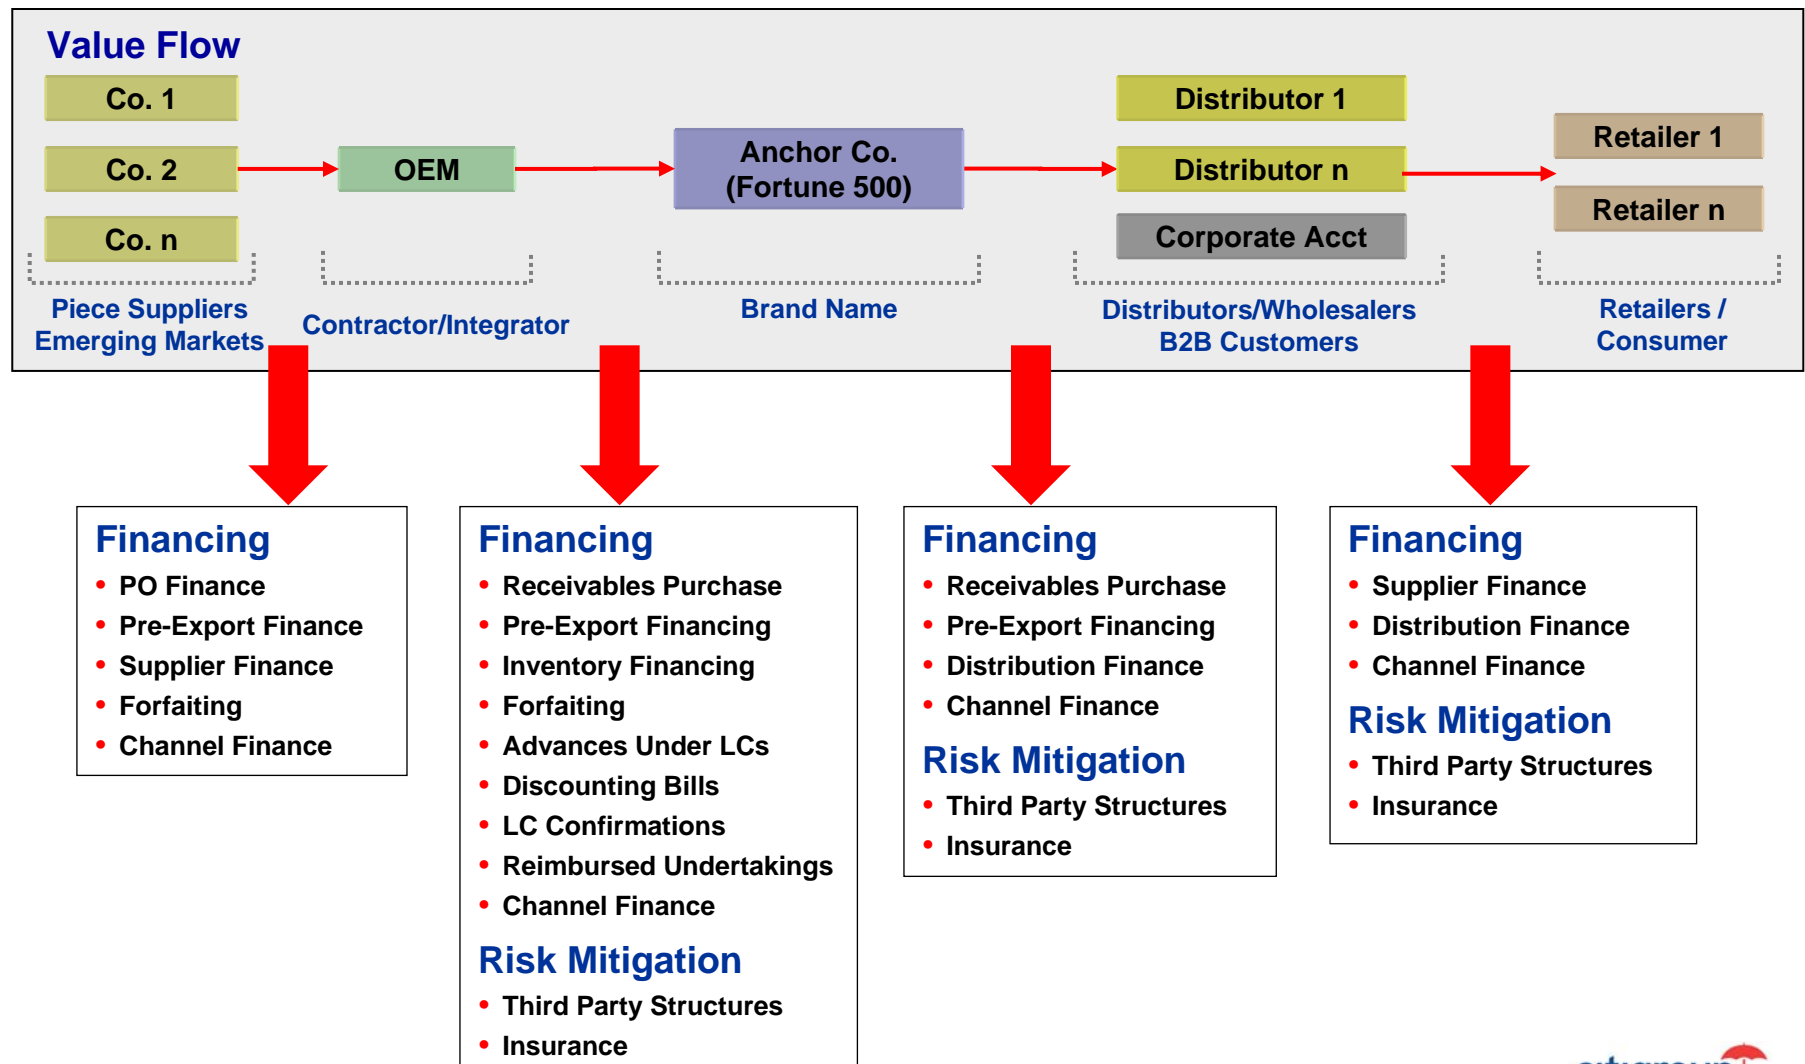 Value Flow
Co. 1
Co. 2
Co. n
OEM
Anchor Co.
(Fortune 500)
Distributor 1
Distributor n
Corporate Acct
Retailer 1
Retailer n
Piece Suppliers
Emerging Markets
Contractor/Integrator
Brand Name
Distributors/Wholesalers
B2B Customers
Retailers /
Consumer
Financing
• PO Finance
• Pre-Export Finance
• Supplier Finance
• Forfaiting
• Channel Finance
Financing
• Receivables Purchase
• Pre-Export Financing
• Inventory Financing
• Forfaiting
• Advances Under LCs
• Discounting Bills
• LC Confirmations
• Reimbursed Undertakings
• Channel Finance
Risk Mitigation
• Third Party Structures
• Insurance
Financing
• Receivables Purchase
• Pre-Export Financing
• Distribution Finance
• Channel Finance
Risk Mitigation
• Third Party Structures
• Insurance
Financing
• Supplier Finance
• Distribution Finance
• Channel Finance
Risk Mitigation
• Third Party Structures
• Insurance